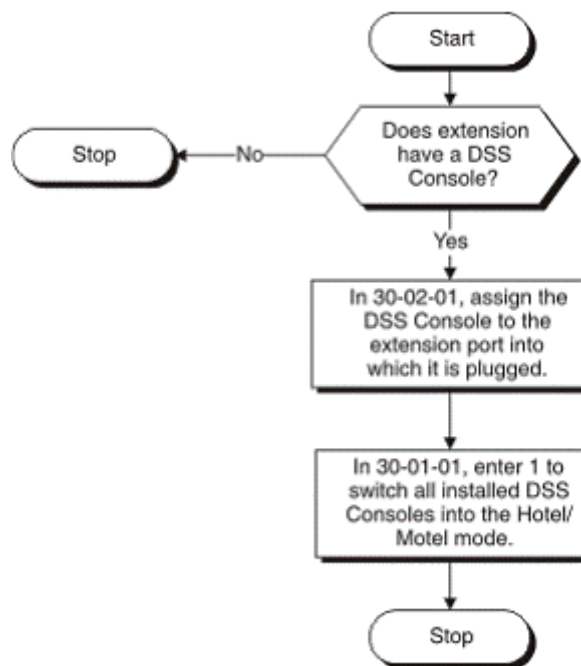 Start
Does extension
have a DSS
Console?
No
Stop
Yes
In 30-02-01, assign the
DSS Console to the
extension port into
which it is plugged.
In 30-01-01, enter 1 to
switch all installed DSS
Consoles into the Hotel/
Motel mode.
Stop